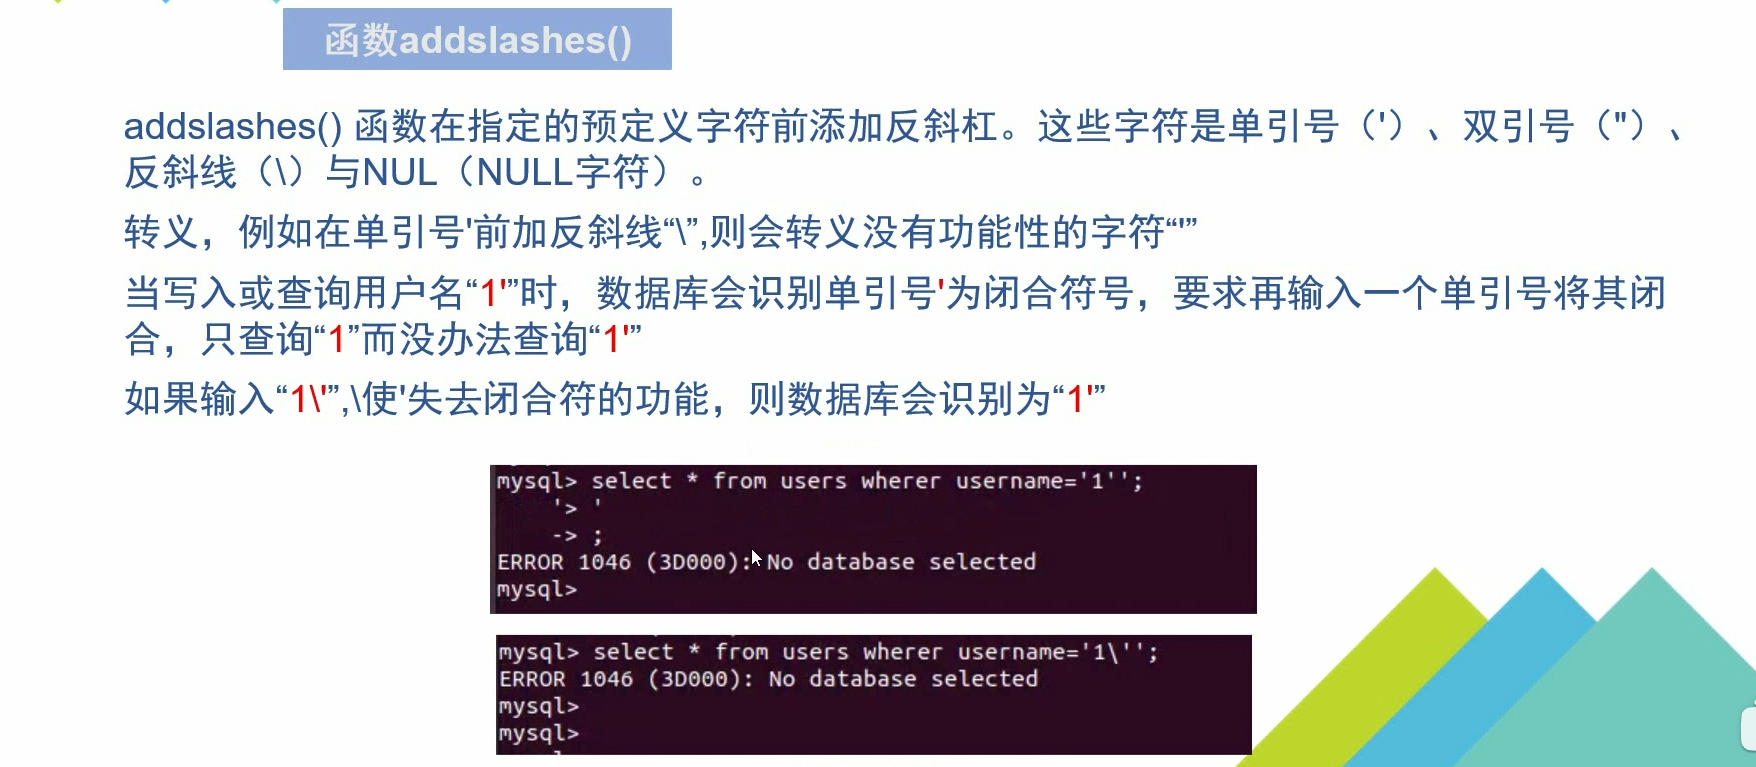 函数addslashes()
addslashes() 函数在指定的预定义字符前添加反斜杠。这些字符是单引号（'）、双引号（"）、
反斜线（\）与NUL（NULL字符）。
转义，例如在单引号'前加反斜线“\”,则会转义没有功能性的字符“'”
当写入或查询用户名“1'”时，数据库会识别单引号'为闭合符号，要求再输入一个单引号将其闭
合，只查询“1”而没办法查询“1'”
如果输入“1\'”,\使'失去闭合符的功能，则数据库会识别为“1'”
mysql> select * from users wherer username='1'';
'> '
-> ;
ERROR 1046 (3D000): No database selected
mysql>
mysql> select * from users wherer username='1\'';
ERROR 1046 (3D000): No database selected
mysql>
mysql>